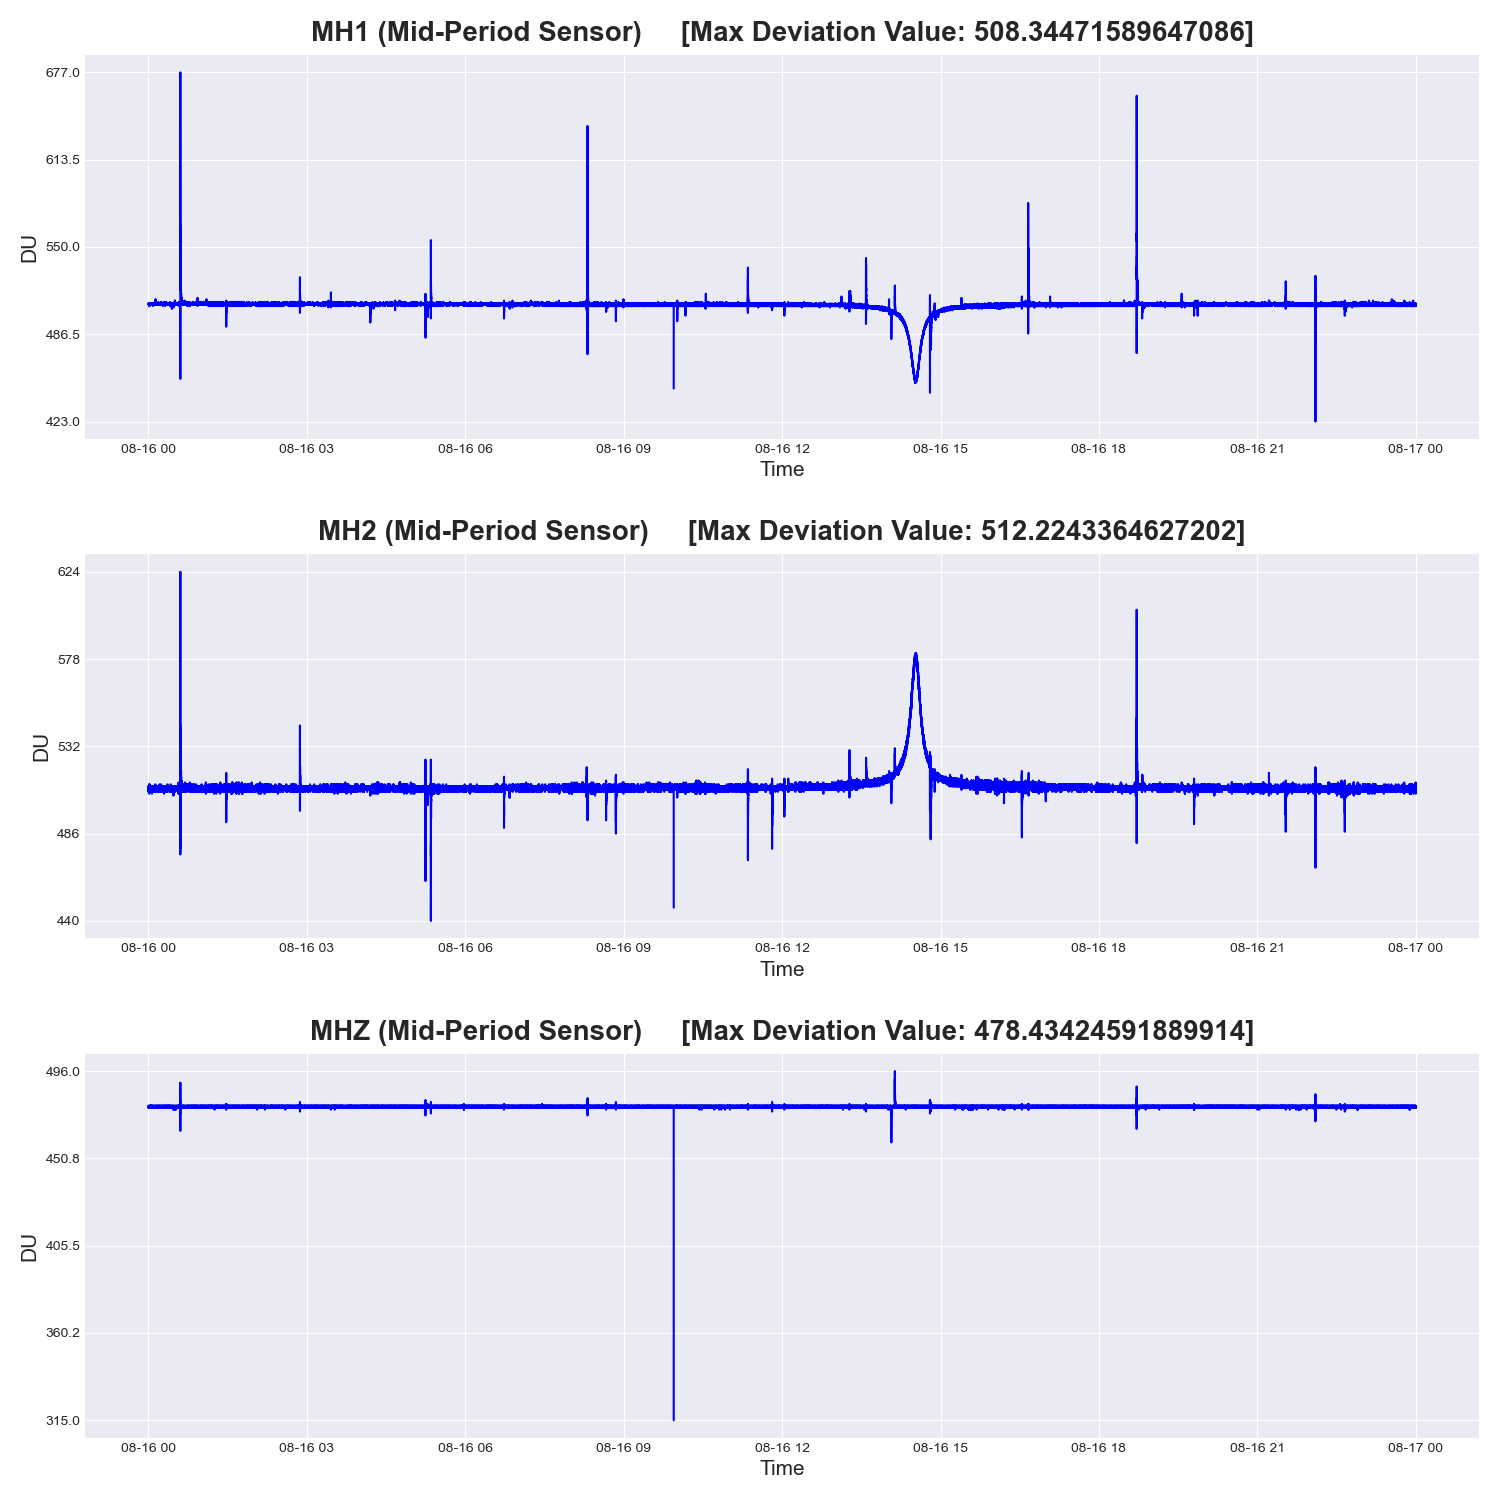 MH1 (Mid-Period Sensor) [Max Deviation Value: 508.34471589647086]
677.0
613.5
550.0
486.5
423.0
DU
08-16 00 08-16 03 08-16 06 08-16 09 08-16 12 08-16 15 08-16 18 08-16 21 08-17 00
Time
MH2 (Mid-Period Sensor) [Max Deviation Value: 512.2243364627202]
624
578
532
486
440
DU
08-16 00 08-16 03 08-16 06 08-16 09 08-16 12 08-16 15 08-16 18 08-16 21 08-17 00
Time
MHZ (Mid-Period Sensor) [Max Deviation Value: 478.43424591889914]
496.0
450.8
405.5
360.2
315.0
DU
08-16 00 08-16 03 08-16 06 08-16 09 08-16 12 08-16 15 08-16 18 08-16 21 08-17 00
Time